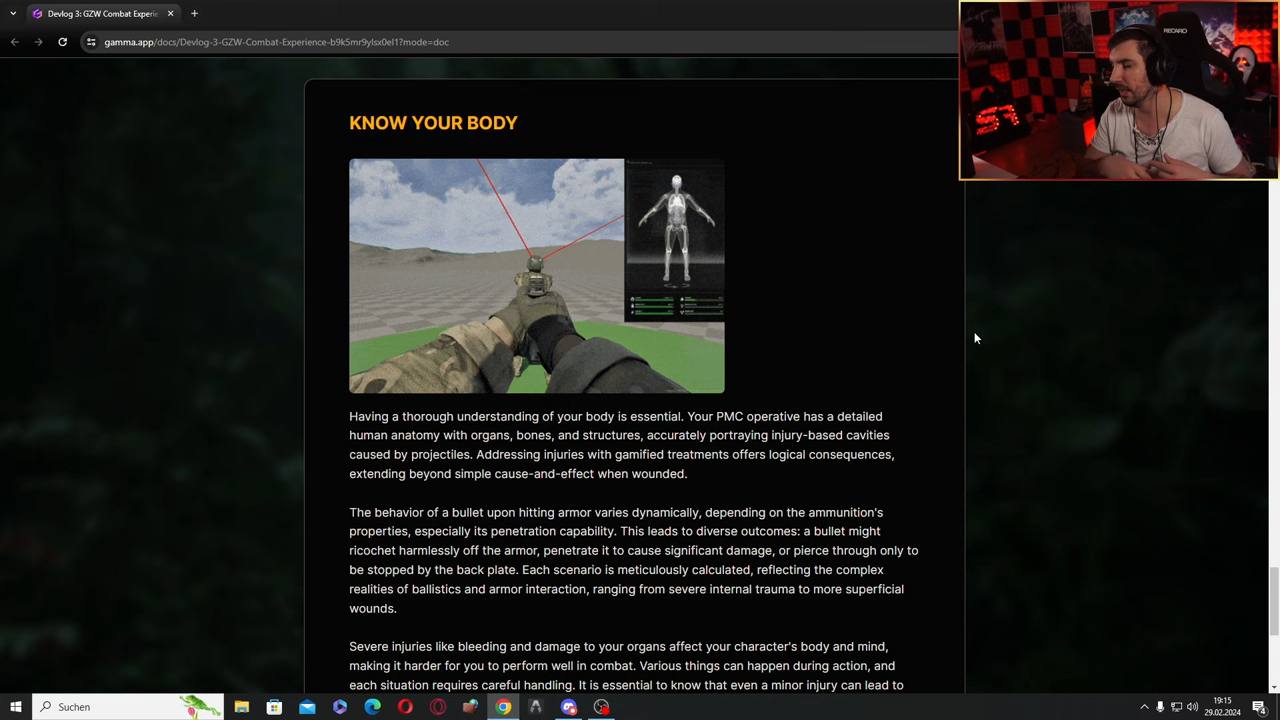 Devlog 3: GZW Combat Experie
gamma.app/docs/Devlog-3-GZW-Combat-Experience-b9k5mr9ylsx0el1?mode=doc
RECARO
KNOW YOUR BODY
Having a thorough understanding of your body is essential. Your PMC operative has a detailed
human anatomy with organs, bones, and structures, accurately portraying injury-based cavities
caused by projectiles. Addressing injuries with gamified treatments offers logical consequences,
extending beyond simple cause-and-effect when wounded.
The behavior of a bullet upon hitting armor varies dynamically, depending on the ammunition's
properties, especially its penetration capability. This leads to diverse outcomes: a bullet might
ricochet harmlessly off the armor, penetrate it to cause significant damage, or pierce through only to
be stopped by the back plate. Each scenario is meticulously calculated, reflecting the complex
realities of ballistics and armor interaction, ranging from severe internal trauma to more superficial
wounds.
Severe injuries like bleeding and damage to your organs affect your character's body and mind,
making it harder for you to perform well in combat. Various things can happen during action, and
each situation requires careful handling. It is essential to know that even a minor injury can lead to
Suchen
19:15
29.02.2024
4